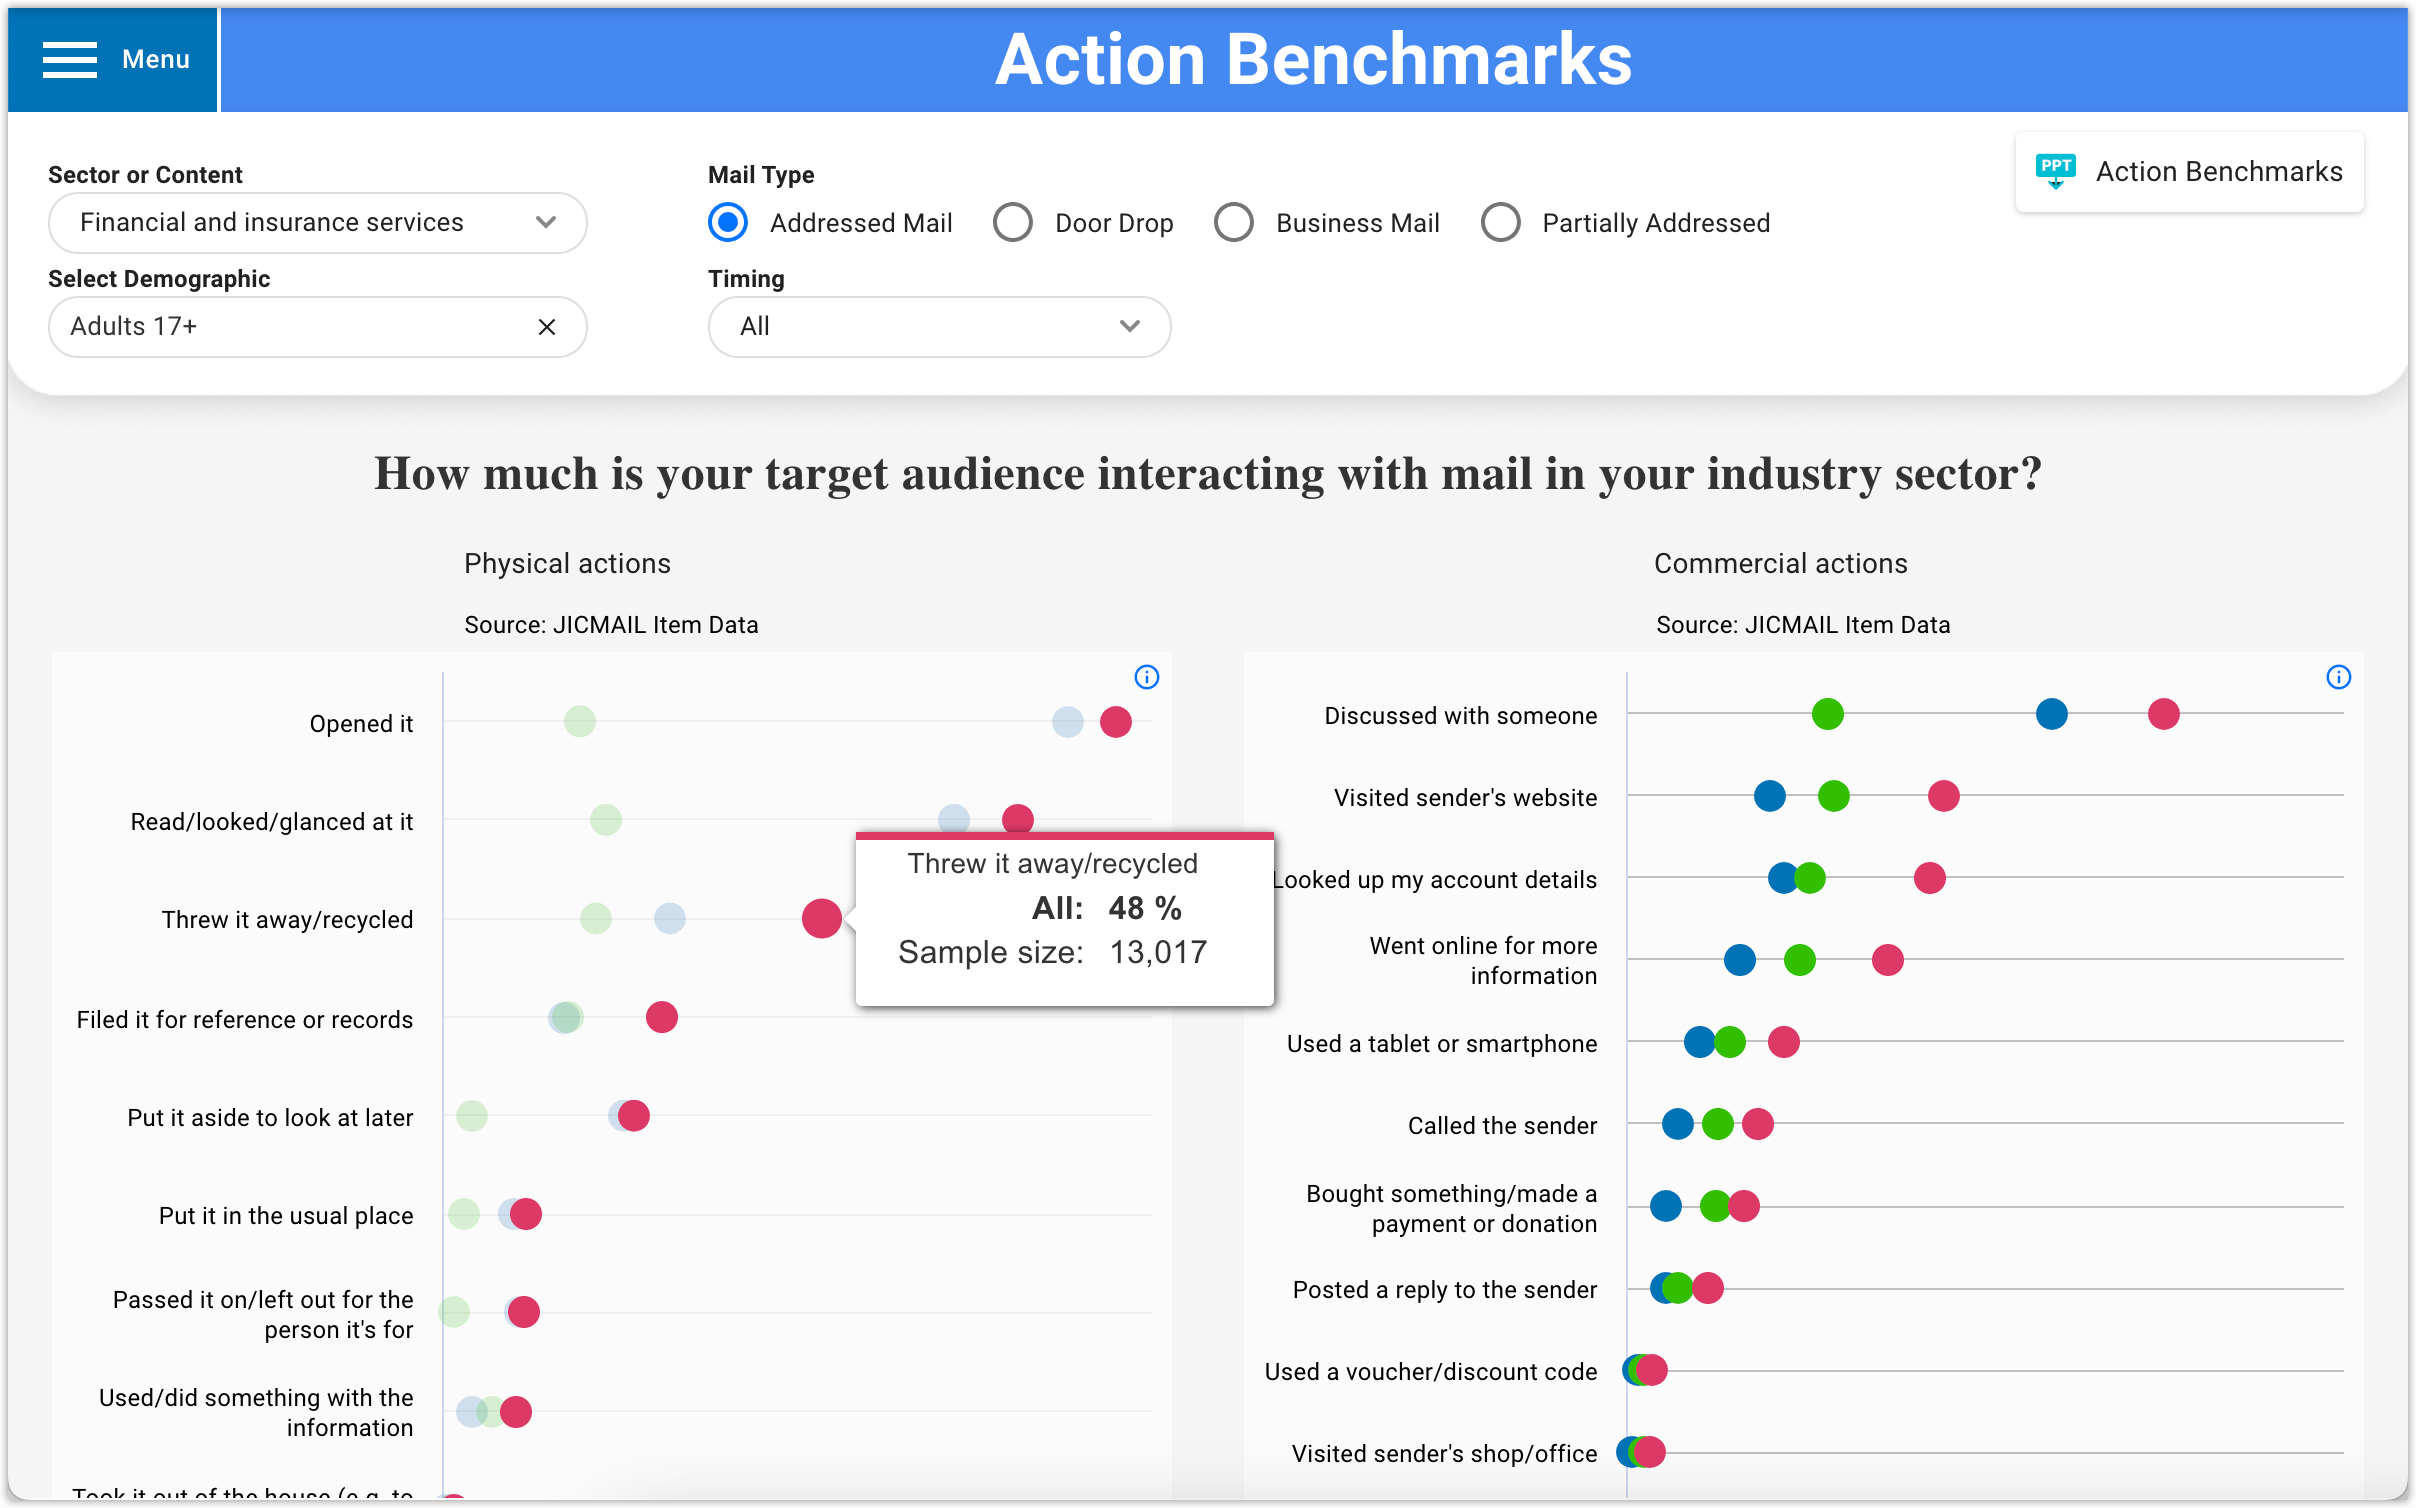 Menu
Action Benchmarks
Sector or Content
Financial and insurance services
Mail Type
Addressed Mail
Door Drop
Business Mail
Partially Addressed
PPT
Action Benchmarks
Select Demographic
Adults 17+
Timing
All
How much is your target audience interacting with mail in your industry sector?
Physical actions
Source: JICMAIL Item Data
Opened it
Read/looked/glanced at it
Threw it away/recycled
Filed it for reference or records
Put it aside to look at later
Put it in the usual place
Passed it on/left out for the
person it's for
Used/did something with the
information
Took it out of the house (e.g. to
Threw it away/recycled
All: 48 %
Sample size: 13,017
Commercial actions
Source: JICMAIL Item Data
Discussed with someone
Visited sender's website
Looked up my account details
Went online for more
information
Used a tablet or smartphone
Called the sender
Bought something/made a
payment or donation
Posted a reply to the sender
Used a voucher/discount code
Visited sender's shop/office